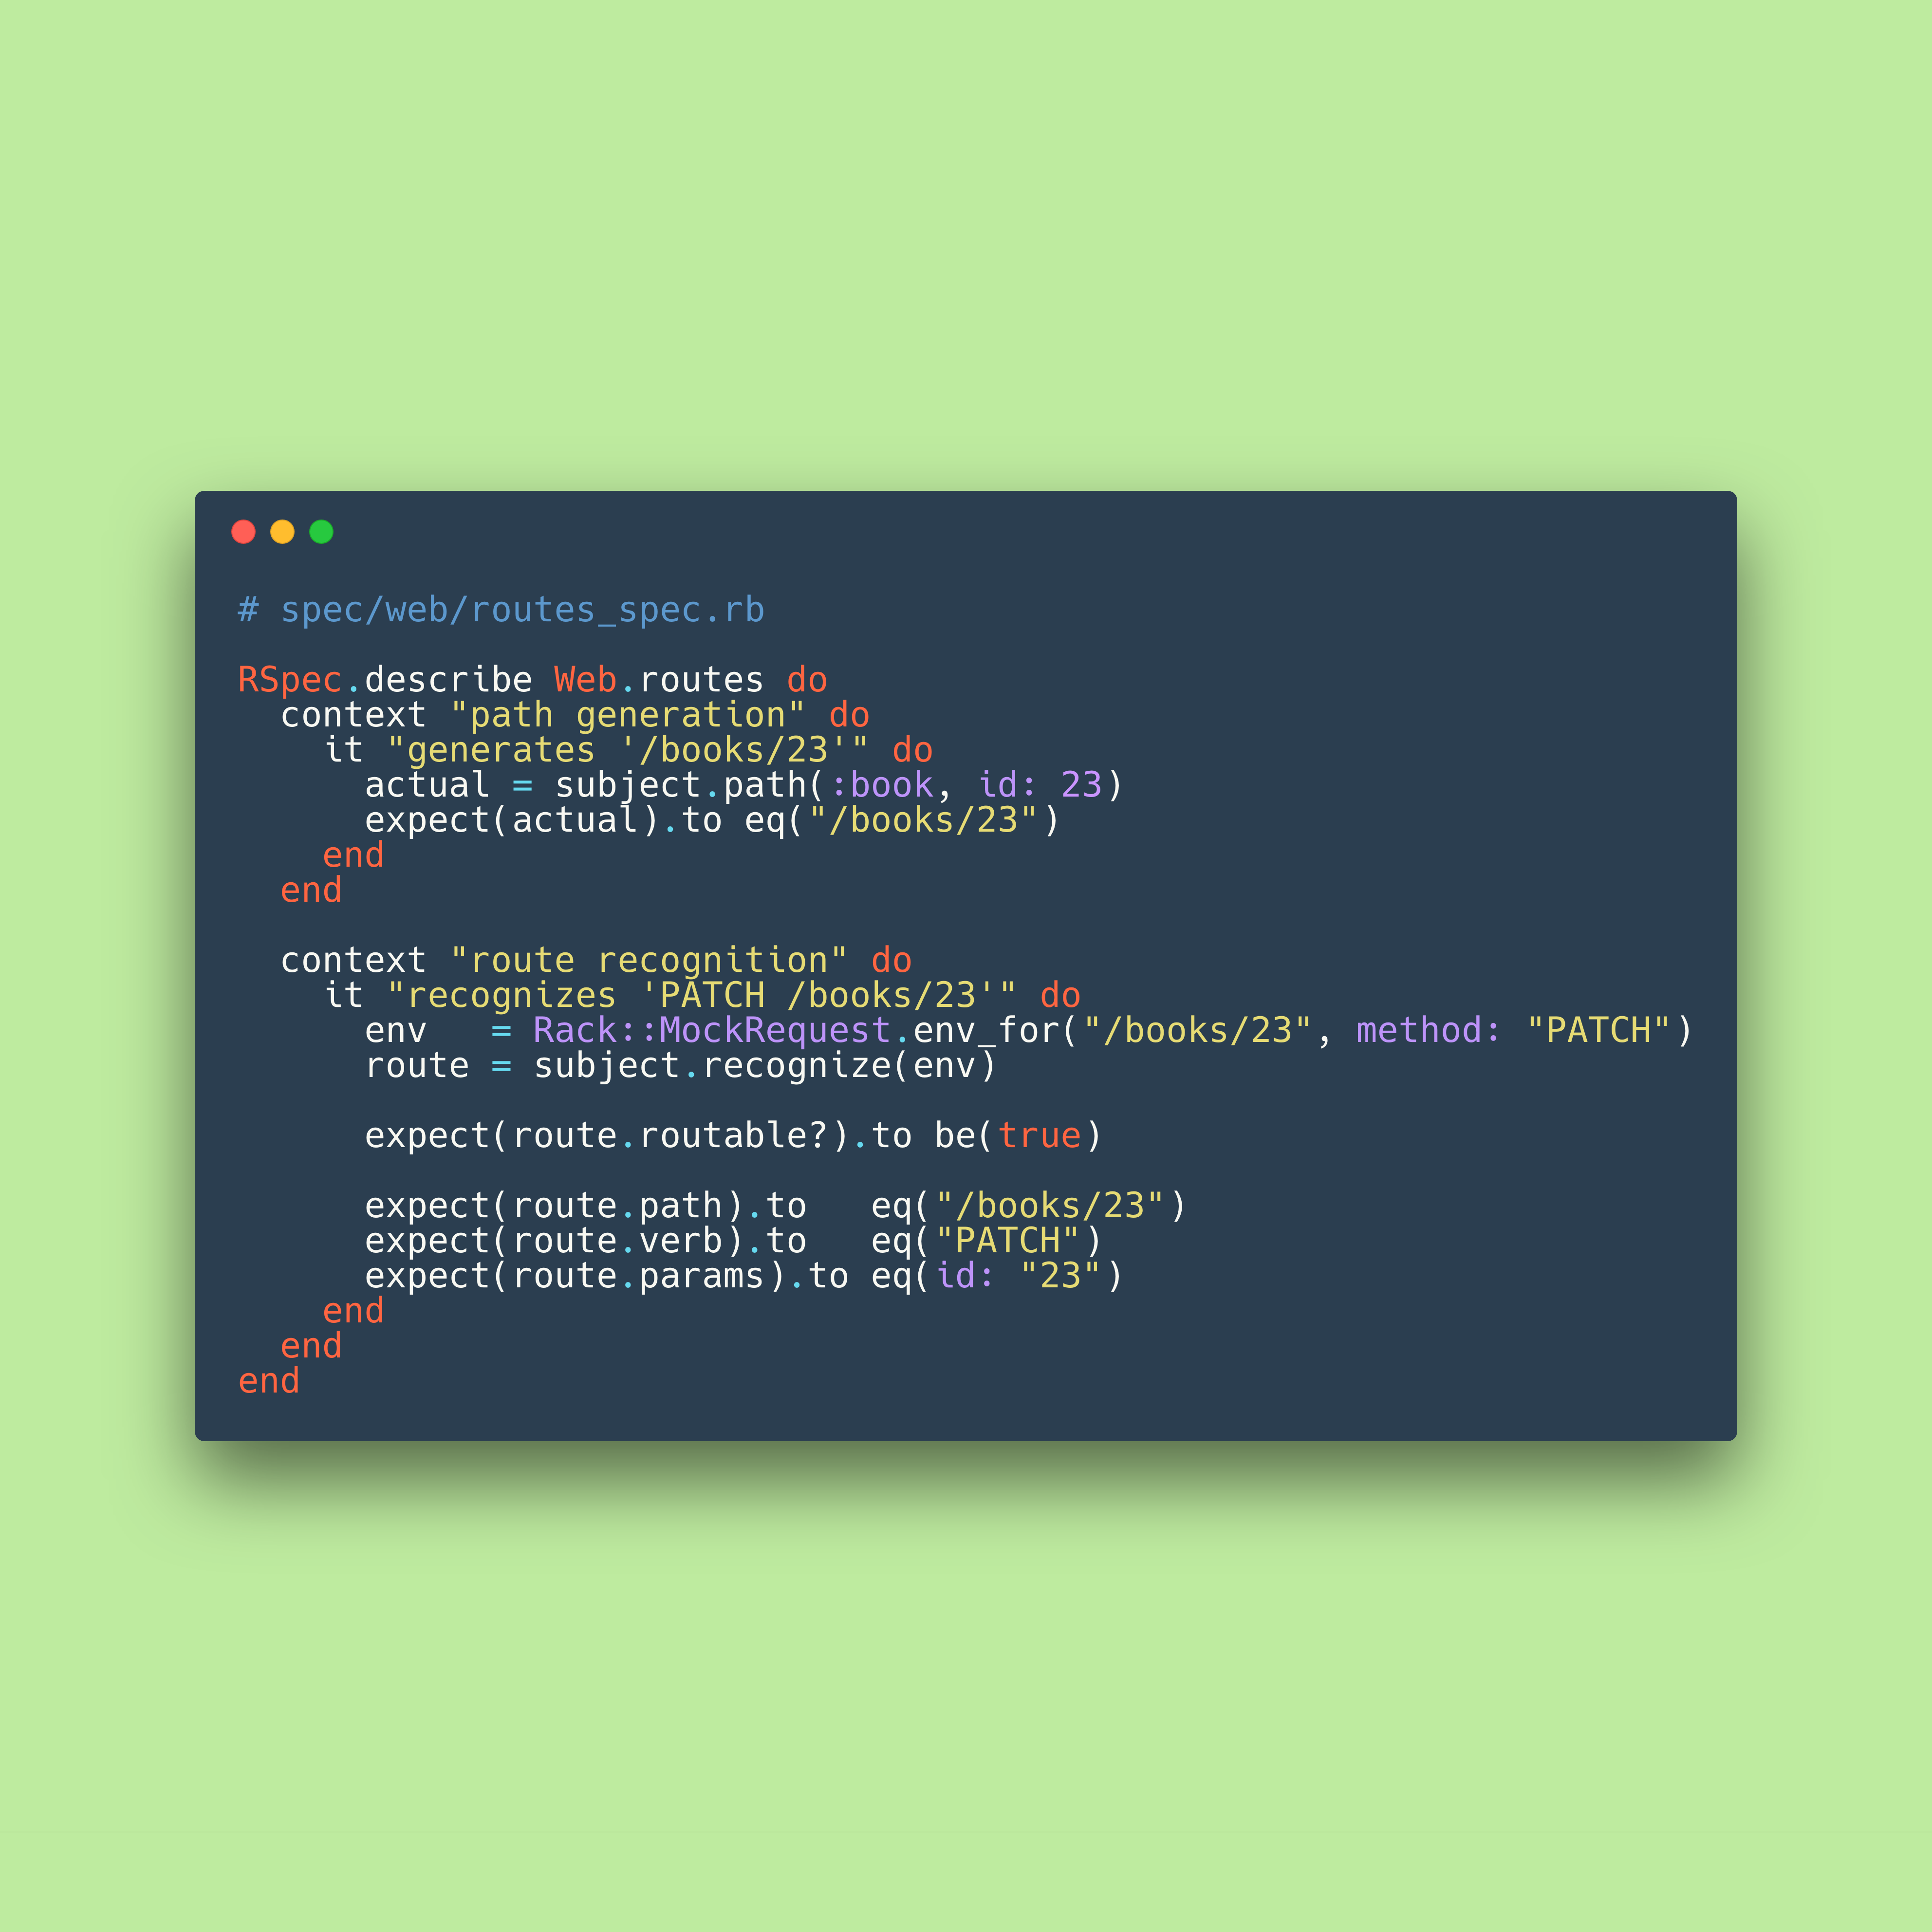 # spec/web/routes_spec.rb

RSpec.describe Web.routes do
  context "path generation" do
    it "generates '/books/23'" do
      actual = subject.path(:book, id: 23)
      expect(actual).to eq("/books/23")
    end
  end

  context "route recognition" do
    it "recognizes 'PATCH /books/23'" do
      env   = Rack::MockRequest.env_for("/books/23", method: "PATCH")
      route = subject.recognize(env)

      expect(route.routable?).to be(true)

      expect(route.path).to   eq("/books/23")
      expect(route.verb).to   eq("PATCH")
      expect(route.params).to eq(id: "23")
    end
  end
end